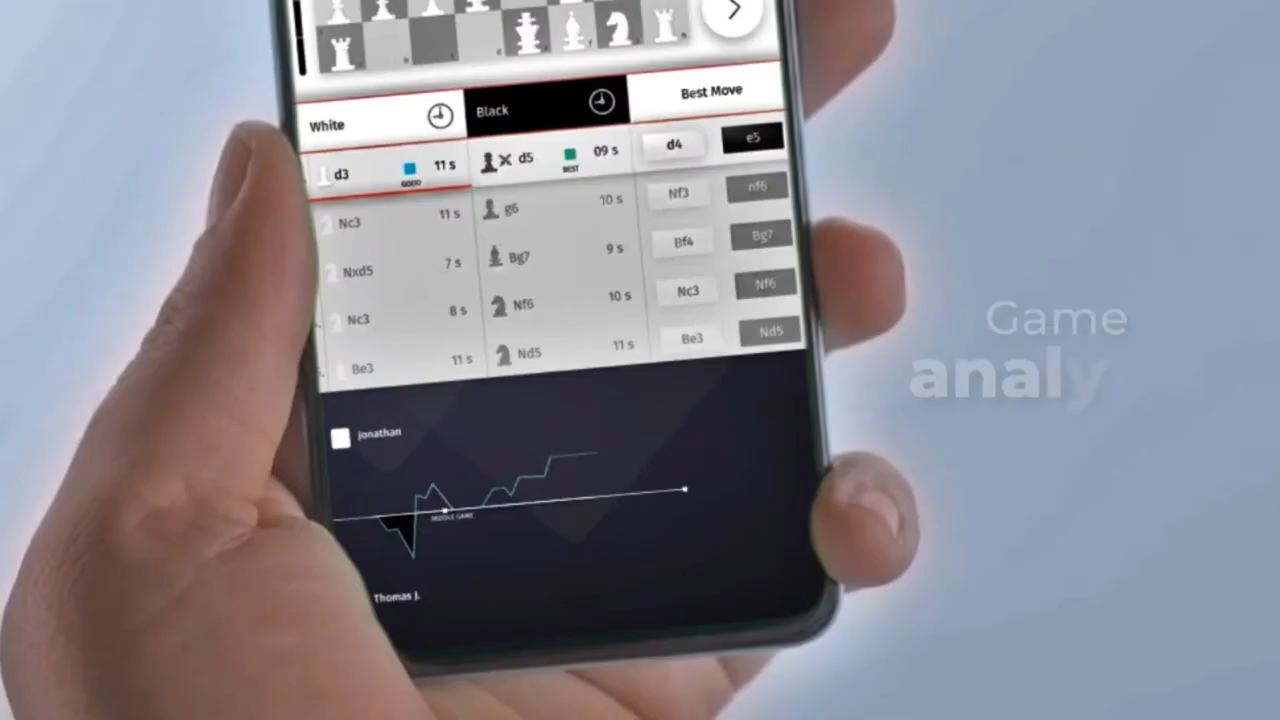 White
Black
Best Move
d3
GOOD
11 s
d5
BEST
09 s
d4
e5
Nc3
11 s
g6
10 s
Nf3
nf6
Nxd5
7 s
Bg7
9 s
Bf4
Bg7
Nc3
8 s
Nf6
10 s
Nc3
Nf6
Be3
11 s
Nd5
11 s
Be3
Nd5
Jonathan
MIDDLE GAME
Thomas J.
Game
analy